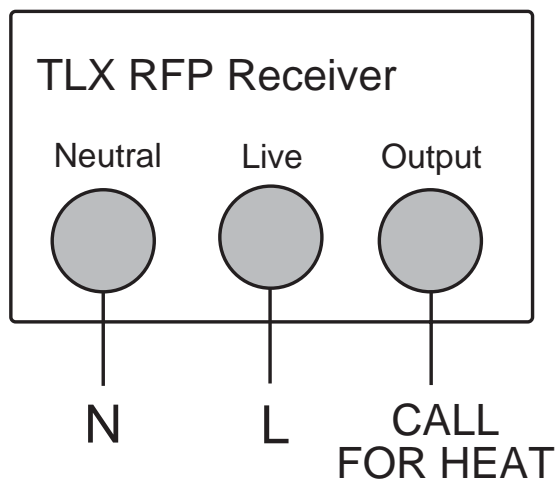 TLX RFP Receiver
Neutral Live Output
N L CALL
FOR HEAT